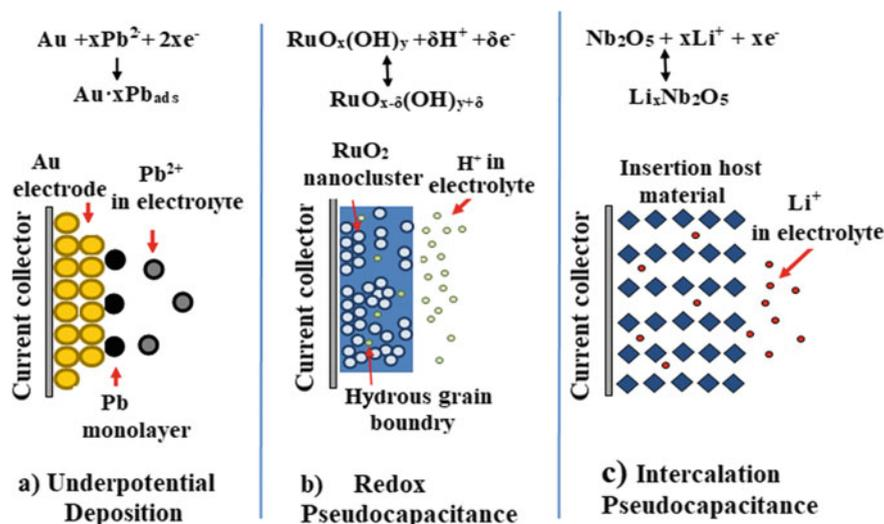 Au +xPb²⁻+ 2xe⁻
Au·xPbₐds
Au
electrode
Pb²⁺
in electrolyte
Current collector
Pb
monolayer
a) Underpotential
Deposition
RuOₓ(OH)ᵧ +δH⁺ +δe⁻
RuOₓ₋δ(OH)ᵧ₊δ
RuO₂
nanocluster
H⁺ in
electrolyte
Current collector
Hydrous grain
boundry
b) Redox
Pseudocapacitance
Nb₂O₅ + xLi⁺ + xe⁻
LiₓNb₂O₅
Insertion host
material
Li⁺
in electrolyte
Current collector
c) Intercalation
Pseudocapacitance